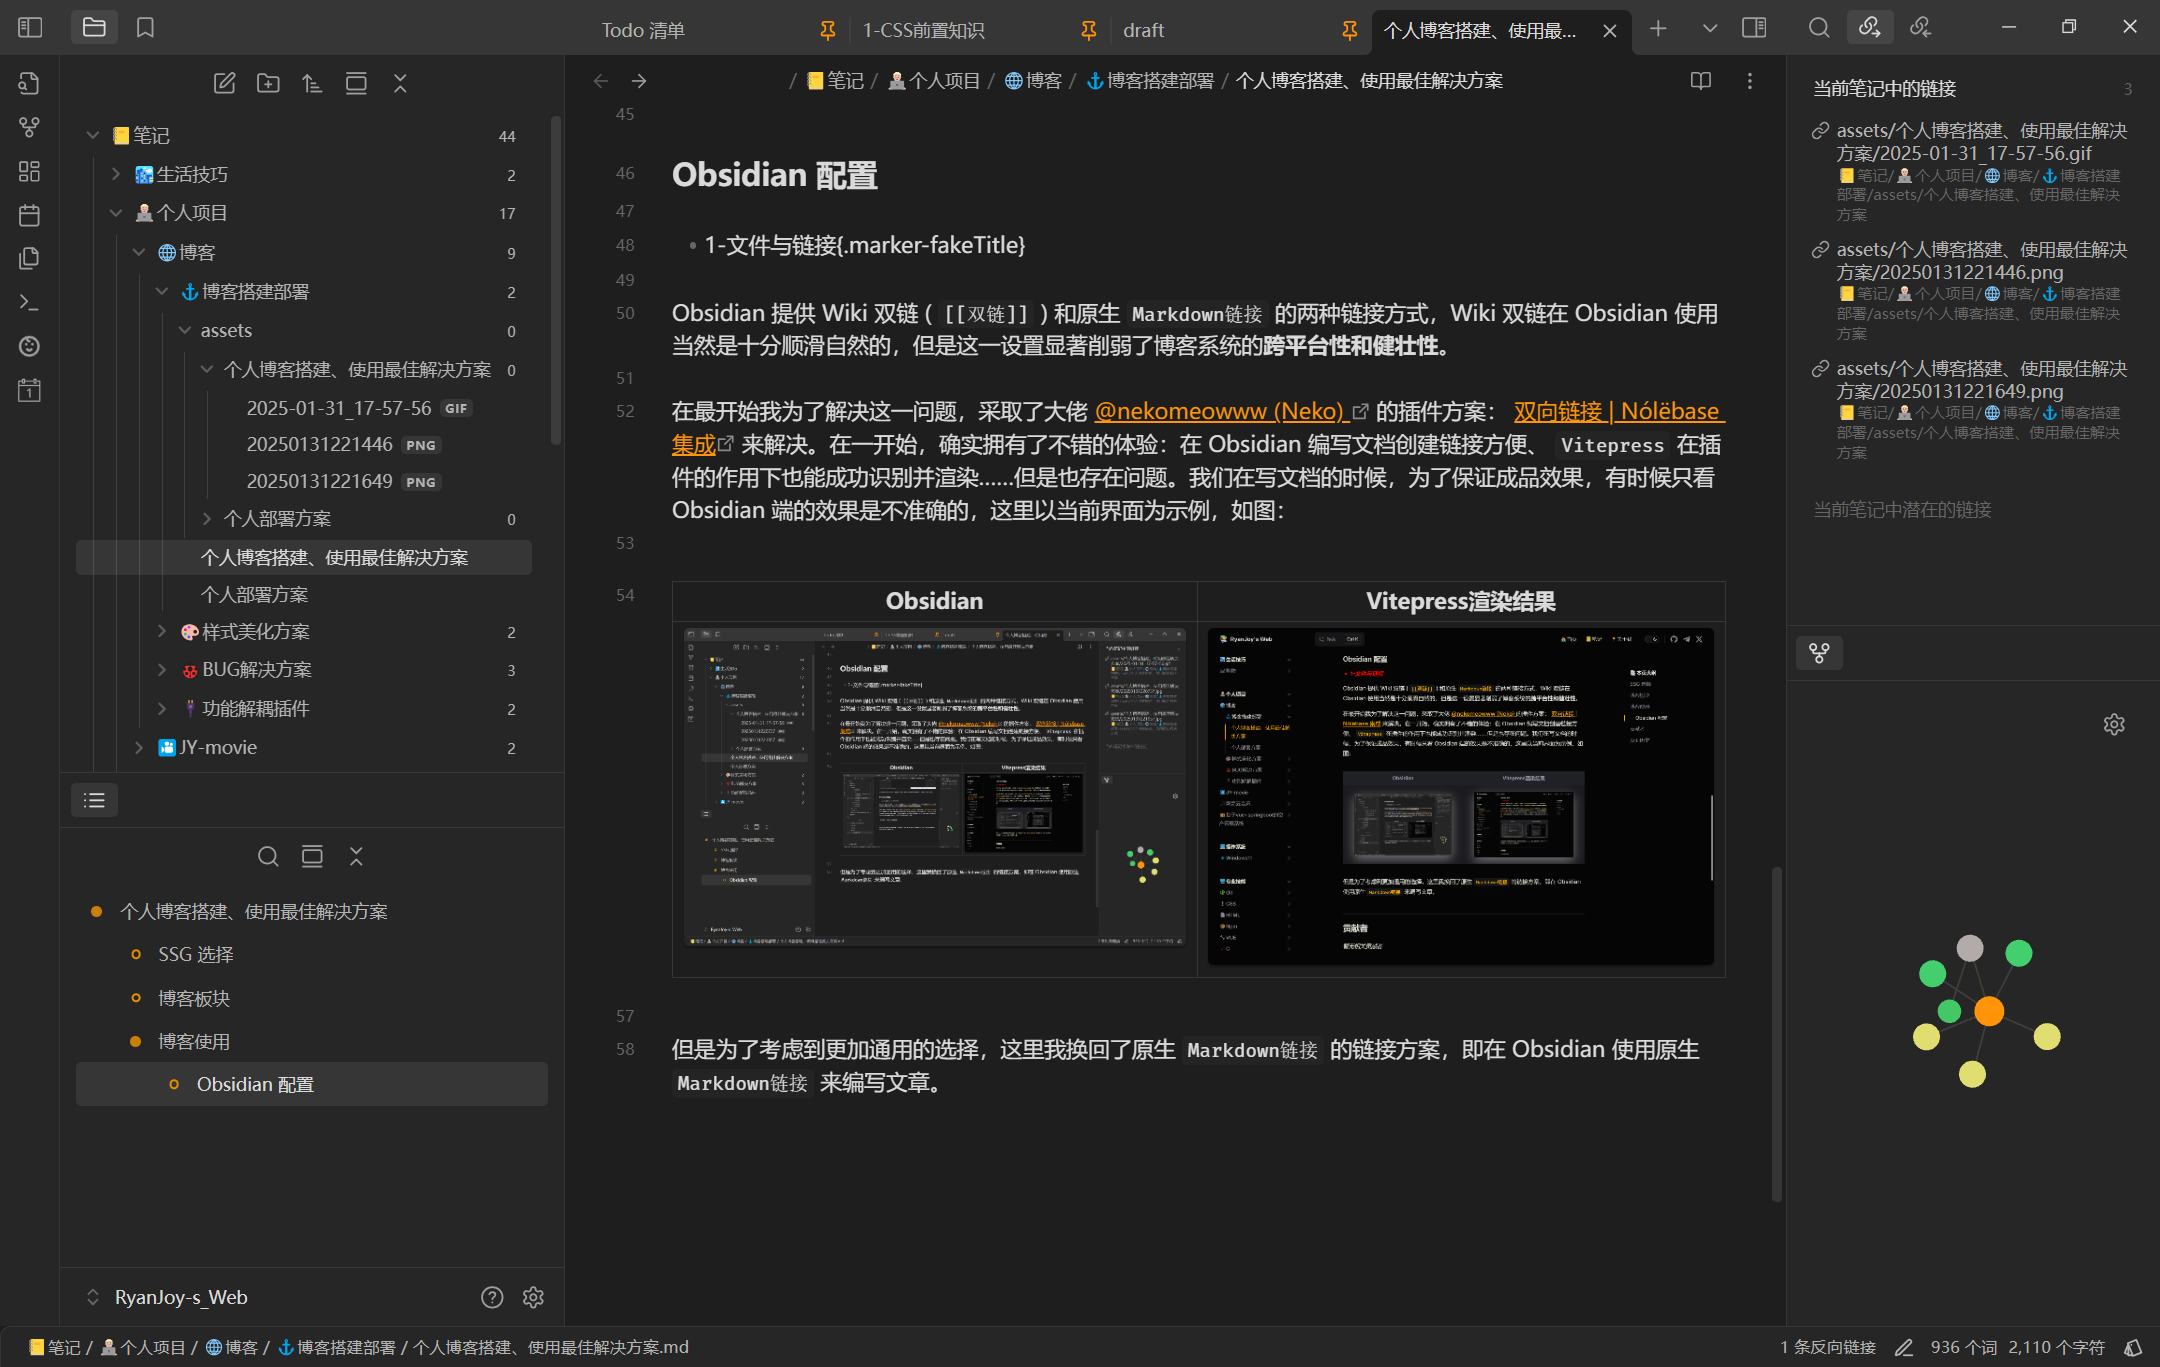 Todo 清单
1-CSS前置知识
draft
个人博客搭建、使用最...
/ 📒笔记 / 👨🏻‍💻个人项目 / 🌐博客 / ⚓博客搭建部署 / 个人博客搭建、使用最佳解决方案
📒笔记 44
生活技巧 2
👨🏻‍💻个人项目 17
🌐博客 9
⚓博客搭建部署 2
assets 0
个人博客搭建、使用最佳解决方案 0
2025-01-31_17-57-56 GIF
20250131221446 PNG
20250131221649 PNG
个人部署方案 0
个人博客搭建、使用最佳解决方案
个人部署方案
🎨样式美化方案 2
BUG解决方案 3
功能解耦插件 2
🎦JY-movie 2
个人博客搭建、使用最佳解决方案
SSG 选择
博客板块
博客使用
Obsidian 配置
RyanJoy-s_Web
45
46 Obsidian 配置
47
48 • 1-文件与链接{.marker-fakeTitle}
49
50 Obsidian 提供 Wiki 双链 ( [[双链]] ) 和原生 Markdown链接 的两种链接方式，Wiki 双链在 Obsidian 使用
当然是十分顺滑自然的，但是这一设置显著削弱了博客系统的跨平台性和健壮性。
51
52 在最开始我为了解决这一问题，采取了大佬 @nekomeowww (Neko) 的插件方案： 双向链接 | Nólëbase
集成 来解决。在一开始，确实拥有了不错的体验：在 Obsidian 编写文档创建链接方便、 Vitepress 在插
件的作用下也能成功识别并渲染......但是也存在问题。我们在写文档的时候，为了保证成品效果，有时候只看
Obsidian 端的效果是不准确的，这里以当前界面为示例，如图：
53
54 Obsidian Vitepress渲染结果
Obsidian 配置
Obsidian
Vitepress渲染结果
RyanJoy's Web
Obsidian 配置
贡献者
57
58 但是为了考虑到更加通用的选择，这里我换回了原生 Markdown链接 的链接方案，即在 Obsidian 使用原生
Markdown链接 来编写文章。
当前笔记中的链接 3
assets/个人博客搭建、使用最佳解决
方案/2025-01-31_17-57-56.gif
📒笔记/👨🏻‍💻个人项目/🌐博客/⚓博客搭建
部署/assets/个人博客搭建、使用最佳解决
方案
assets/个人博客搭建、使用最佳解决
方案/20250131221446.png
📒笔记/👨🏻‍💻个人项目/🌐博客/⚓博客搭建
部署/assets/个人博客搭建、使用最佳解决
方案
assets/个人博客搭建、使用最佳解决
方案/20250131221649.png
📒笔记/👨🏻‍💻个人项目/🌐博客/⚓博客搭建
部署/assets/个人博客搭建、使用最佳解决
方案
当前笔记中潜在的链接
📒笔记 / 👨🏻‍💻个人项目 / 🌐博客 / ⚓博客搭建部署 / 个人博客搭建、使用最佳解决方案.md
1 条反向链接 936 个词 2,110 个字符